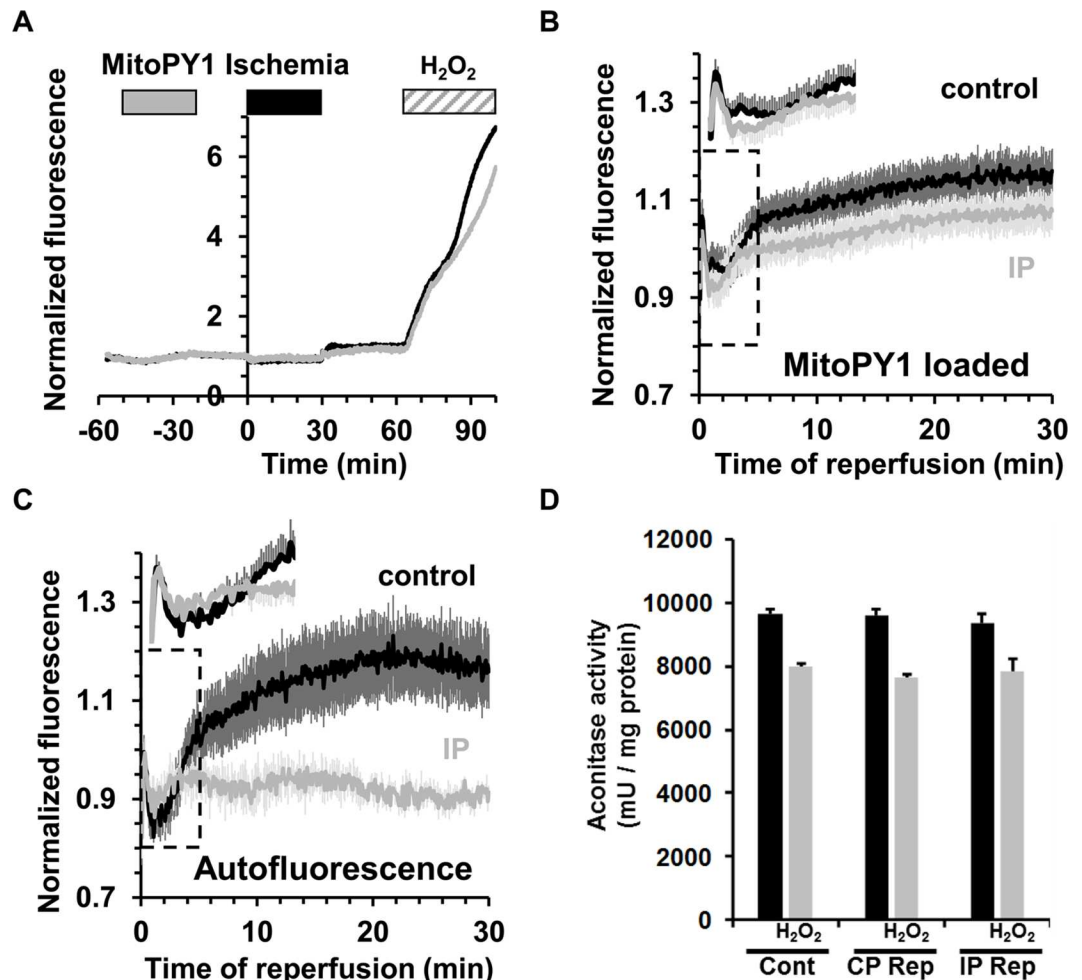 A
MitoPY1 Ischemia H₂O₂
Normalized fluorescence
6
4
2
0
-60 -30 0 30 60 90
Time (min)
B
Normalized fluorescence
1.3
1.1
0.9
0.7
control
IP
MitoPY1 loaded
0 10 20 30
Time of reperfusion (min)
C
Normalized fluorescence
1.3
1.1
0.9
0.7
control
IP
Autofluorescence
0 10 20 30
Time of reperfusion (min)
D
Aconitase activity
(mU / mg protein)
12000
10000
8000
6000
4000
2000
0
H₂O₂ H₂O₂ H₂O₂
Cont CP Rep IP Rep